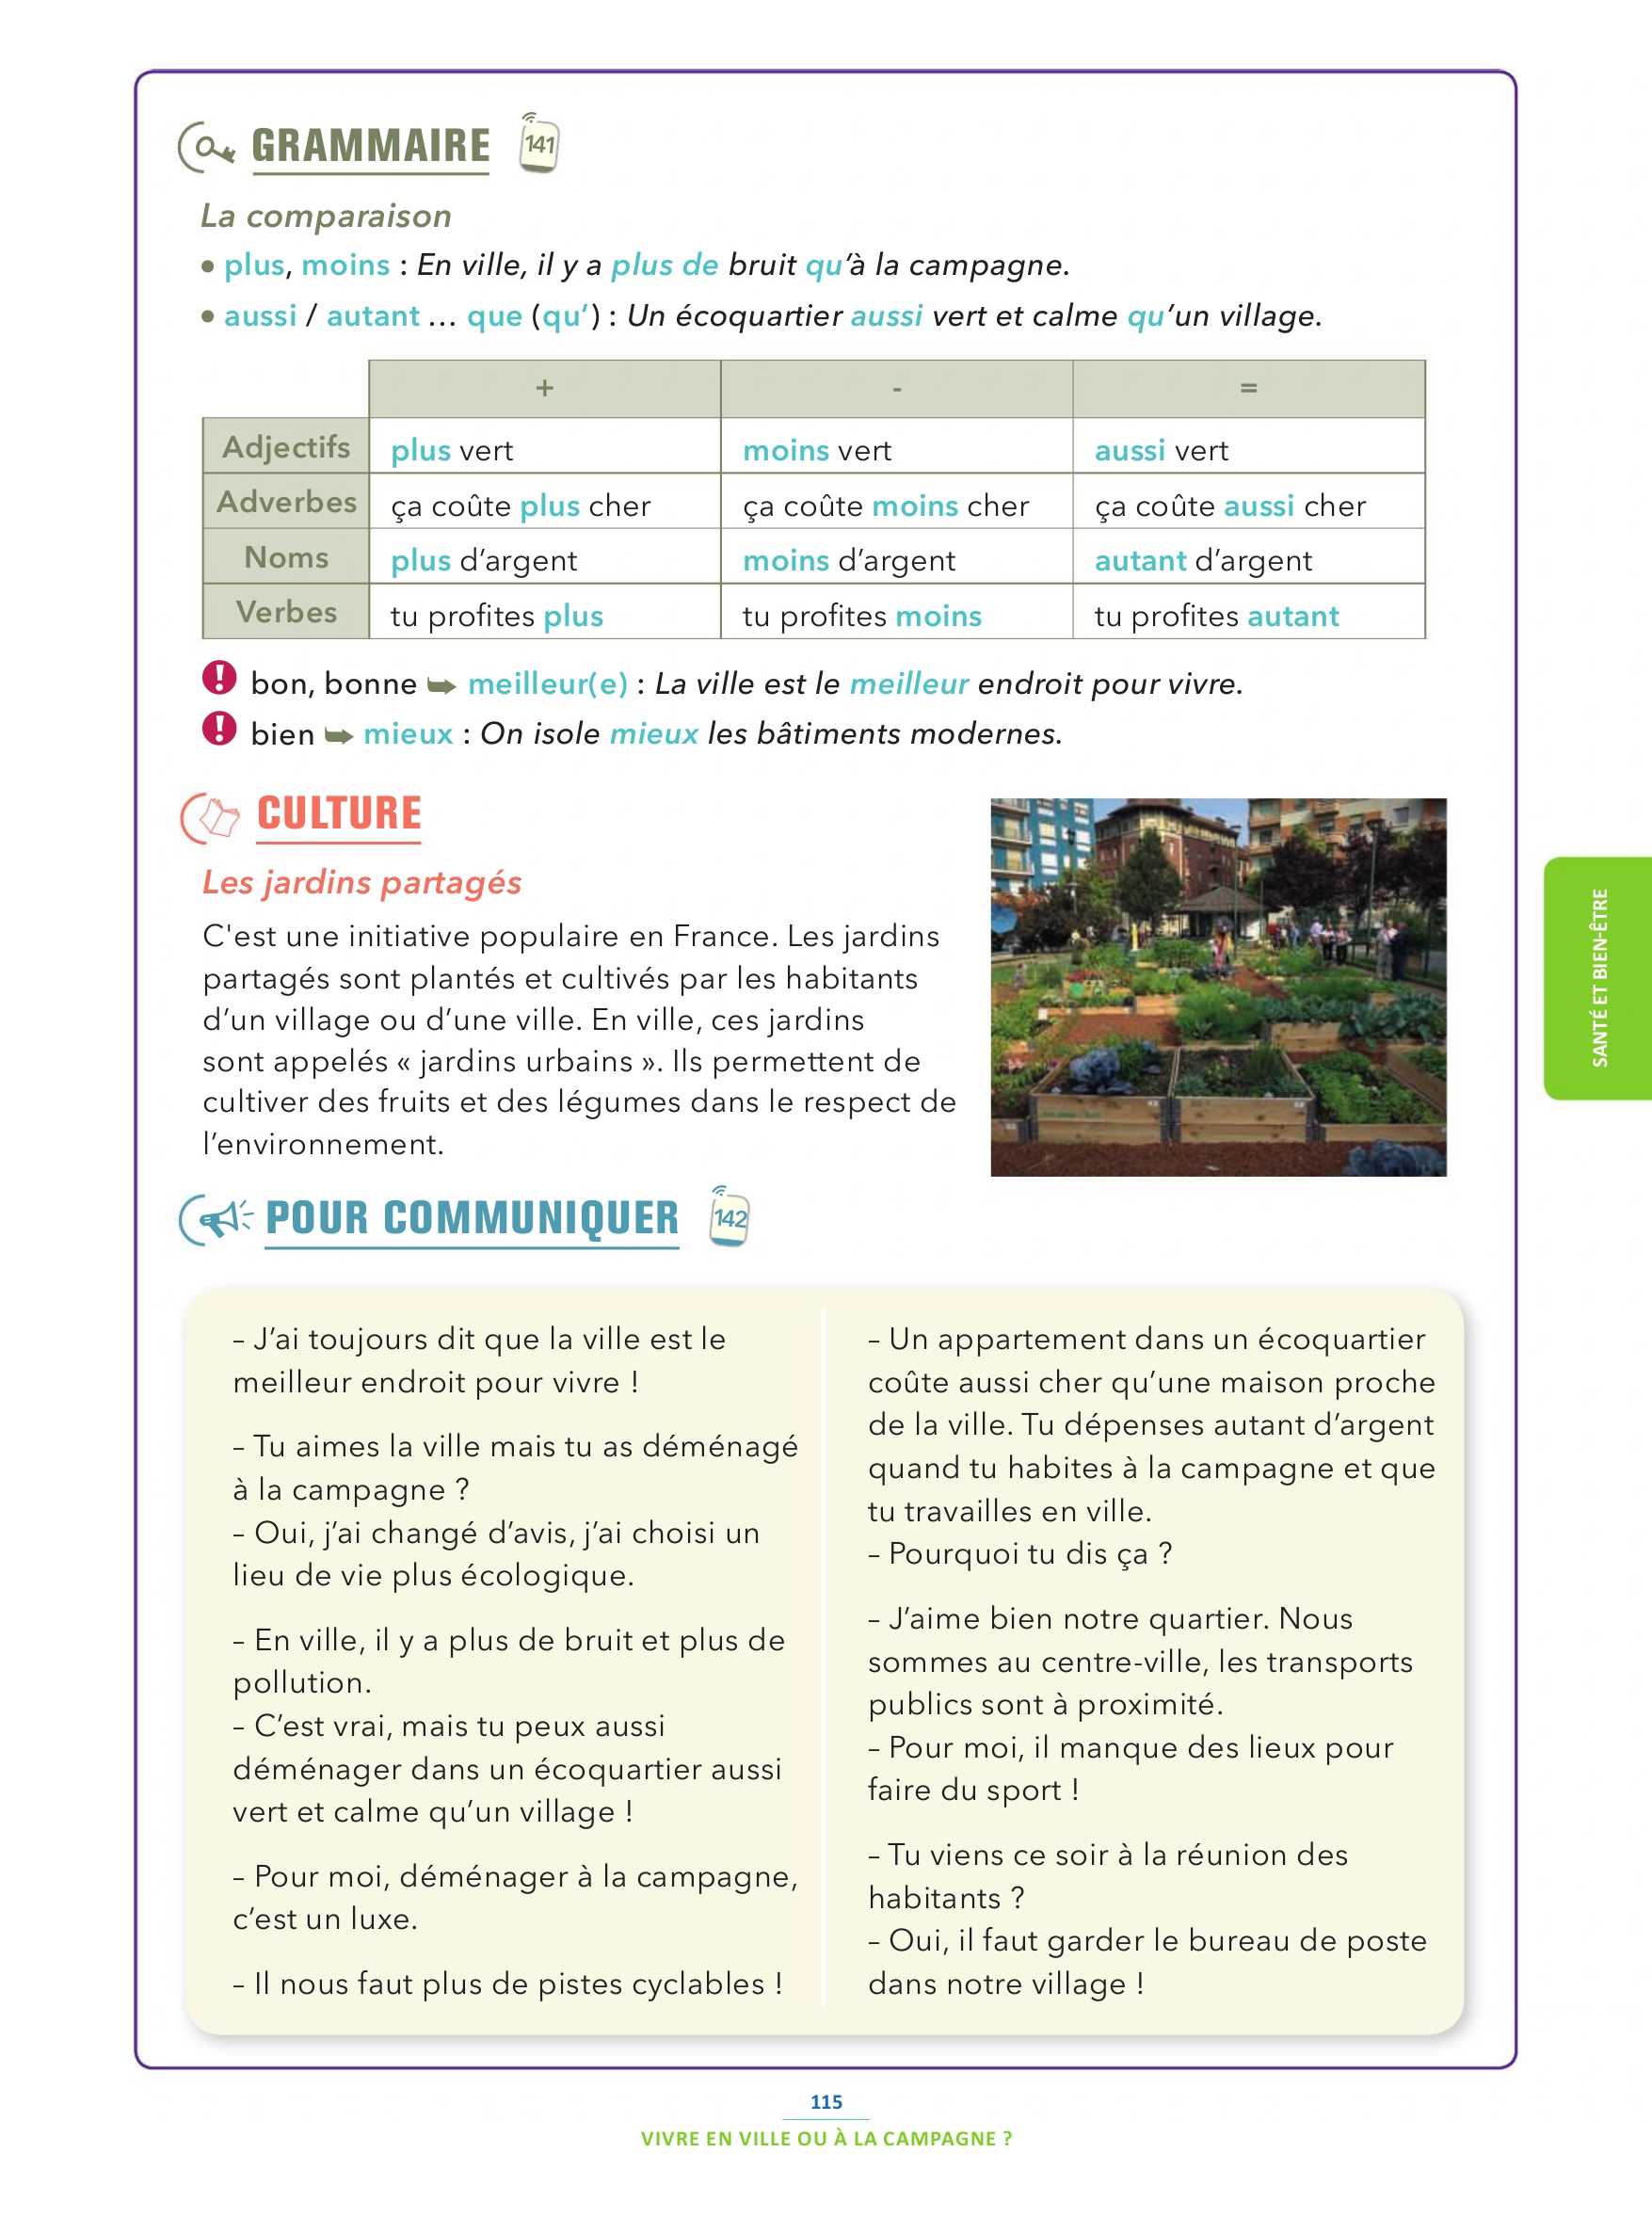 GRAMMAIRE
141
La comparaison
• plus, moins : En ville, il y a plus de bruit qu’à la campagne.
• aussi / autant … que (qu’) : Un écoquartier aussi vert et calme qu’un village.
+ - =
Adjectifs plus vert moins vert aussi vert
Adverbes ça coûte plus cher ça coûte moins cher ça coûte aussi cher
Noms plus d’argent moins d’argent autant d’argent
Verbes tu profites plus tu profites moins tu profites autant
! bon, bonne ➥ meilleur(e) : La ville est le meilleur endroit pour vivre.
! bien ➥ mieux : On isole mieux les bâtiments modernes.
CULTURE
Les jardins partagés
C'est une initiative populaire en France. Les jardins
partagés sont plantés et cultivés par les habitants
d’un village ou d’une ville. En ville, ces jardins
sont appelés « jardins urbains ». Ils permettent de
cultiver des fruits et des légumes dans le respect de
l’environnement.
SANTÉ ET BIEN-ÊTRE
POUR COMMUNIQUER
142
– J’ai toujours dit que la ville est le
meilleur endroit pour vivre !
– Tu aimes la ville mais tu as déménagé
à la campagne ?
– Oui, j’ai changé d’avis, j’ai choisi un
lieu de vie plus écologique.
– En ville, il y a plus de bruit et plus de
pollution.
– C’est vrai, mais tu peux aussi
déménager dans un écoquartier aussi
vert et calme qu’un village !
– Pour moi, déménager à la campagne,
c’est un luxe.
– Il nous faut plus de pistes cyclables !
– Un appartement dans un écoquartier
coûte aussi cher qu’une maison proche
de la ville. Tu dépenses autant d’argent
quand tu habites à la campagne et que
tu travailles en ville.
– Pourquoi tu dis ça ?
– J’aime bien notre quartier. Nous
sommes au centre-ville, les transports
publics sont à proximité.
– Pour moi, il manque des lieux pour
faire du sport !
– Tu viens ce soir à la réunion des
habitants ?
– Oui, il faut garder le bureau de poste
dans notre village !
115
VIVRE EN VILLE OU À LA CAMPAGNE ?